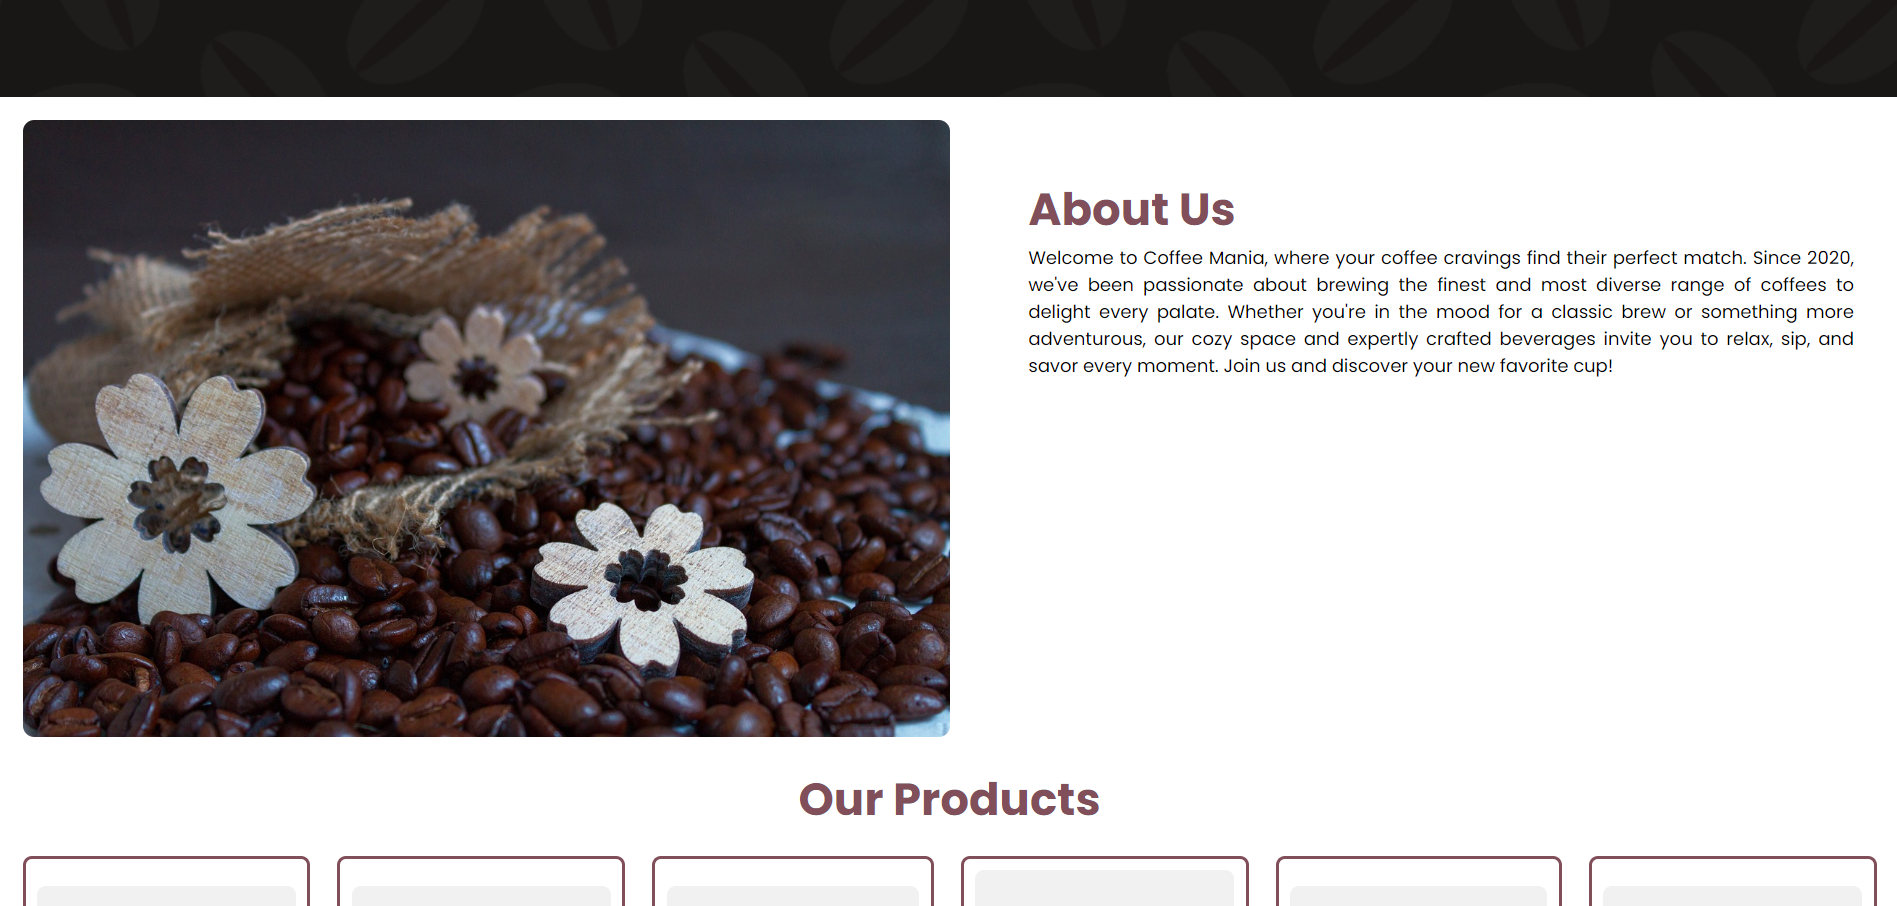 About Us
Welcome to Coffee Mania, where your coffee cravings find their perfect match. Since 2020,
we've been passionate about brewing the finest and most diverse range of coffees to
delight every palate. Whether you're in the mood for a classic brew or something more
adventurous, our cozy space and expertly crafted beverages invite you to relax, sip, and
savor every moment. Join us and discover your new favorite cup!
Our Products